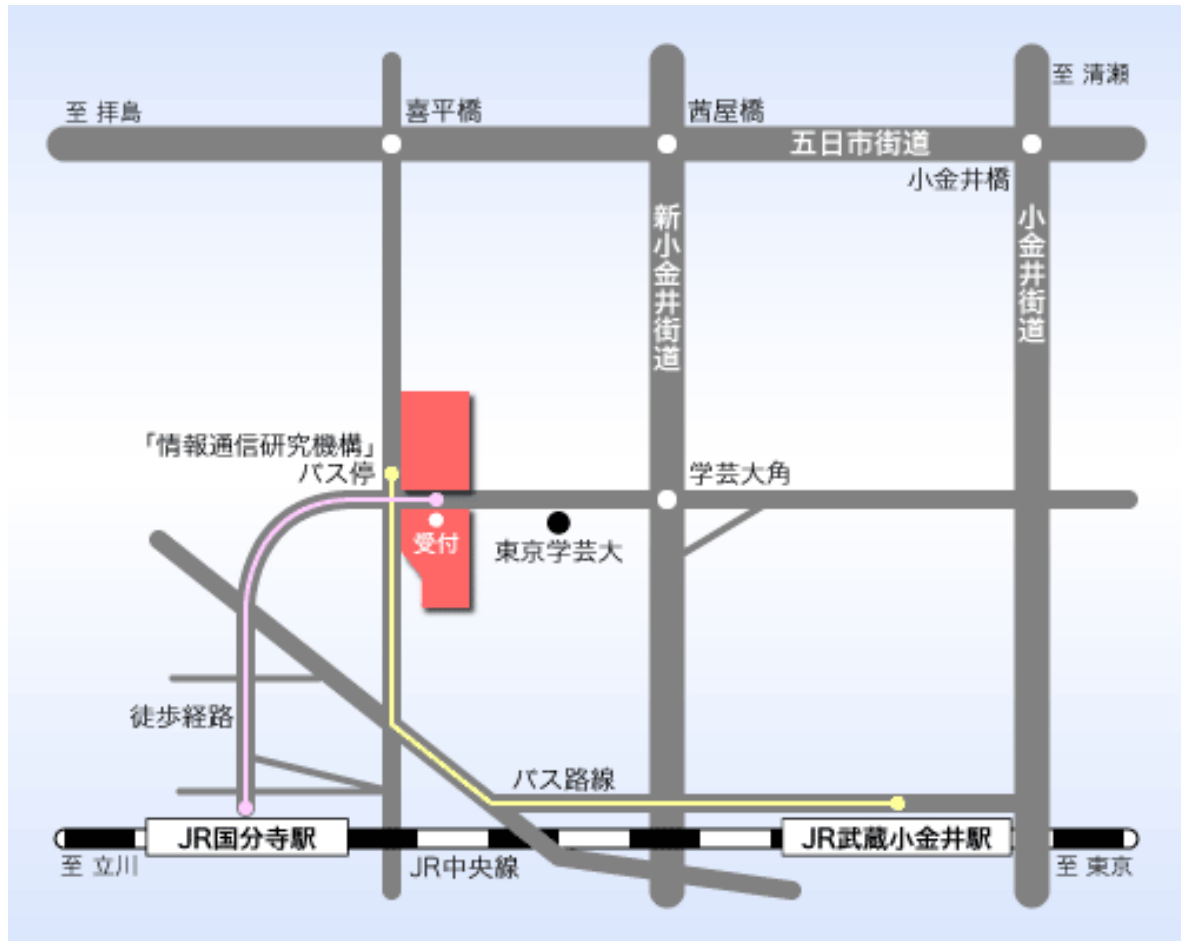 至 清瀬
至 拝島
喜平橋
茜屋橋
五日市街道
小金井橋
新小金井街道
小金井街道
「情報通信研究機構」
バス停
学芸大角
受付
東京学芸大
徒歩経路
バス路線
JR国分寺駅
JR武蔵小金井駅
至 立川
JR中央線
至 東京